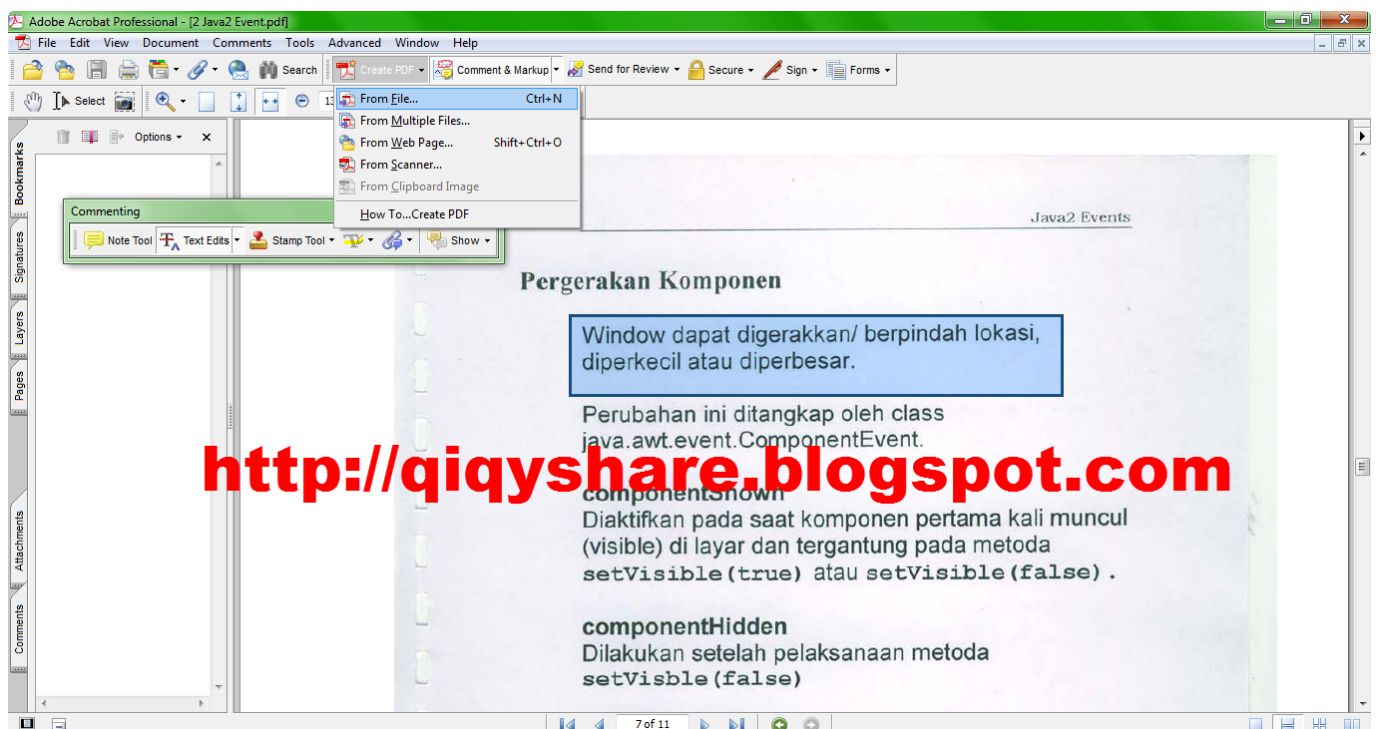 Adobe Acrobat Professional - [2 Java2 Event.pdf]
File Edit View Document Comments Tools Advanced Window Help
Search Create PDF Comment & Markup Send for Review Secure Sign Forms
Select
From File... Ctrl+N
From Multiple Files...
From Web Page... Shift+Ctrl+O
From Scanner...
From Clipboard Image
How To...Create PDF
Options
Bookmarks
Signatures
Layers
Pages
Attachments
Comments
Commenting
Note Tool Text Edits Stamp Tool Show
Java2 Events
Pergerakan Komponen
Window dapat digerakkan/ berpindah lokasi,
diperkecil atau diperbesar.
Perubahan ini ditangkap oleh class
java.awt.event.ComponentEvent.
http://qiqyshare.blogspot.com
componentShown
Diaktifkan pada saat komponen pertama kali muncul
(visible) di layar dan tergantung pada metoda
setVisible(true) atau setVisible(false).
componentHidden
Dilakukan setelah pelaksanaan metoda
setVisble(false)
7 of 11